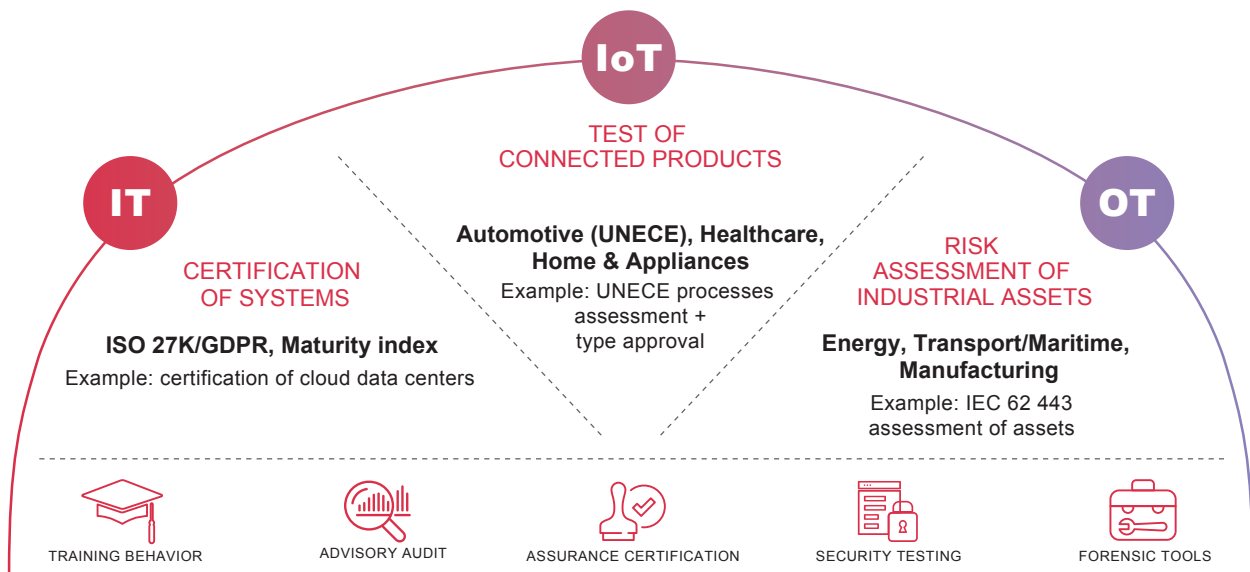 IoT
TEST OF
CONNECTED PRODUCTS
Automotive (UNECE), Healthcare,
Home & Appliances
Example: UNECE processes
assessment +
type approval
IT
CERTIFICATION
OF SYSTEMS
ISO 27K/GDPR, Maturity index
Example: certification of cloud data centers
OT
RISK
ASSESSMENT OF
INDUSTRIAL ASSETS
Energy, Transport/Maritime,
Manufacturing
Example: IEC 62 443
assessment of assets
TRAINING BEHAVIOR
ADVISORY AUDIT
ASSURANCE CERTIFICATION
SECURITY TESTING
FORENSIC TOOLS